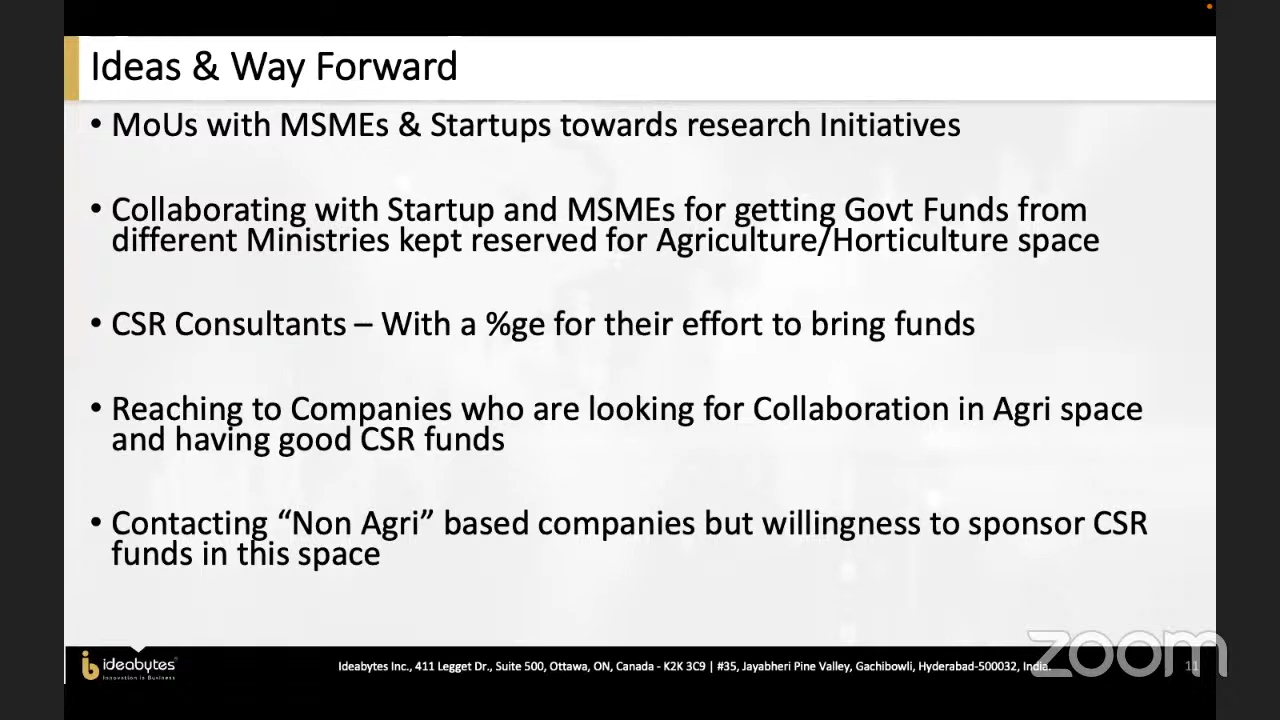 Ideas & Way Forward
• MoUs with MSMEs & Startups towards research Initiatives
• Collaborating with Startup and MSMEs for getting Govt Funds from
different Ministries kept reserved for Agriculture/Horticulture space
• CSR Consultants – With a %ge for their effort to bring funds
• Reaching to Companies who are looking for Collaboration in Agri space
and having good CSR funds
• Contacting “Non Agri” based companies but willingness to sponsor CSR
funds in this space
ideabytes
Innovation is Business
Ideabytes Inc., 411 Legget Dr., Suite 500, Ottawa, ON, Canada - K2K 3C9 | #35, Jayabheri Pine Valley, Gachibowli, Hyderabad-500032, India.
11
zoom